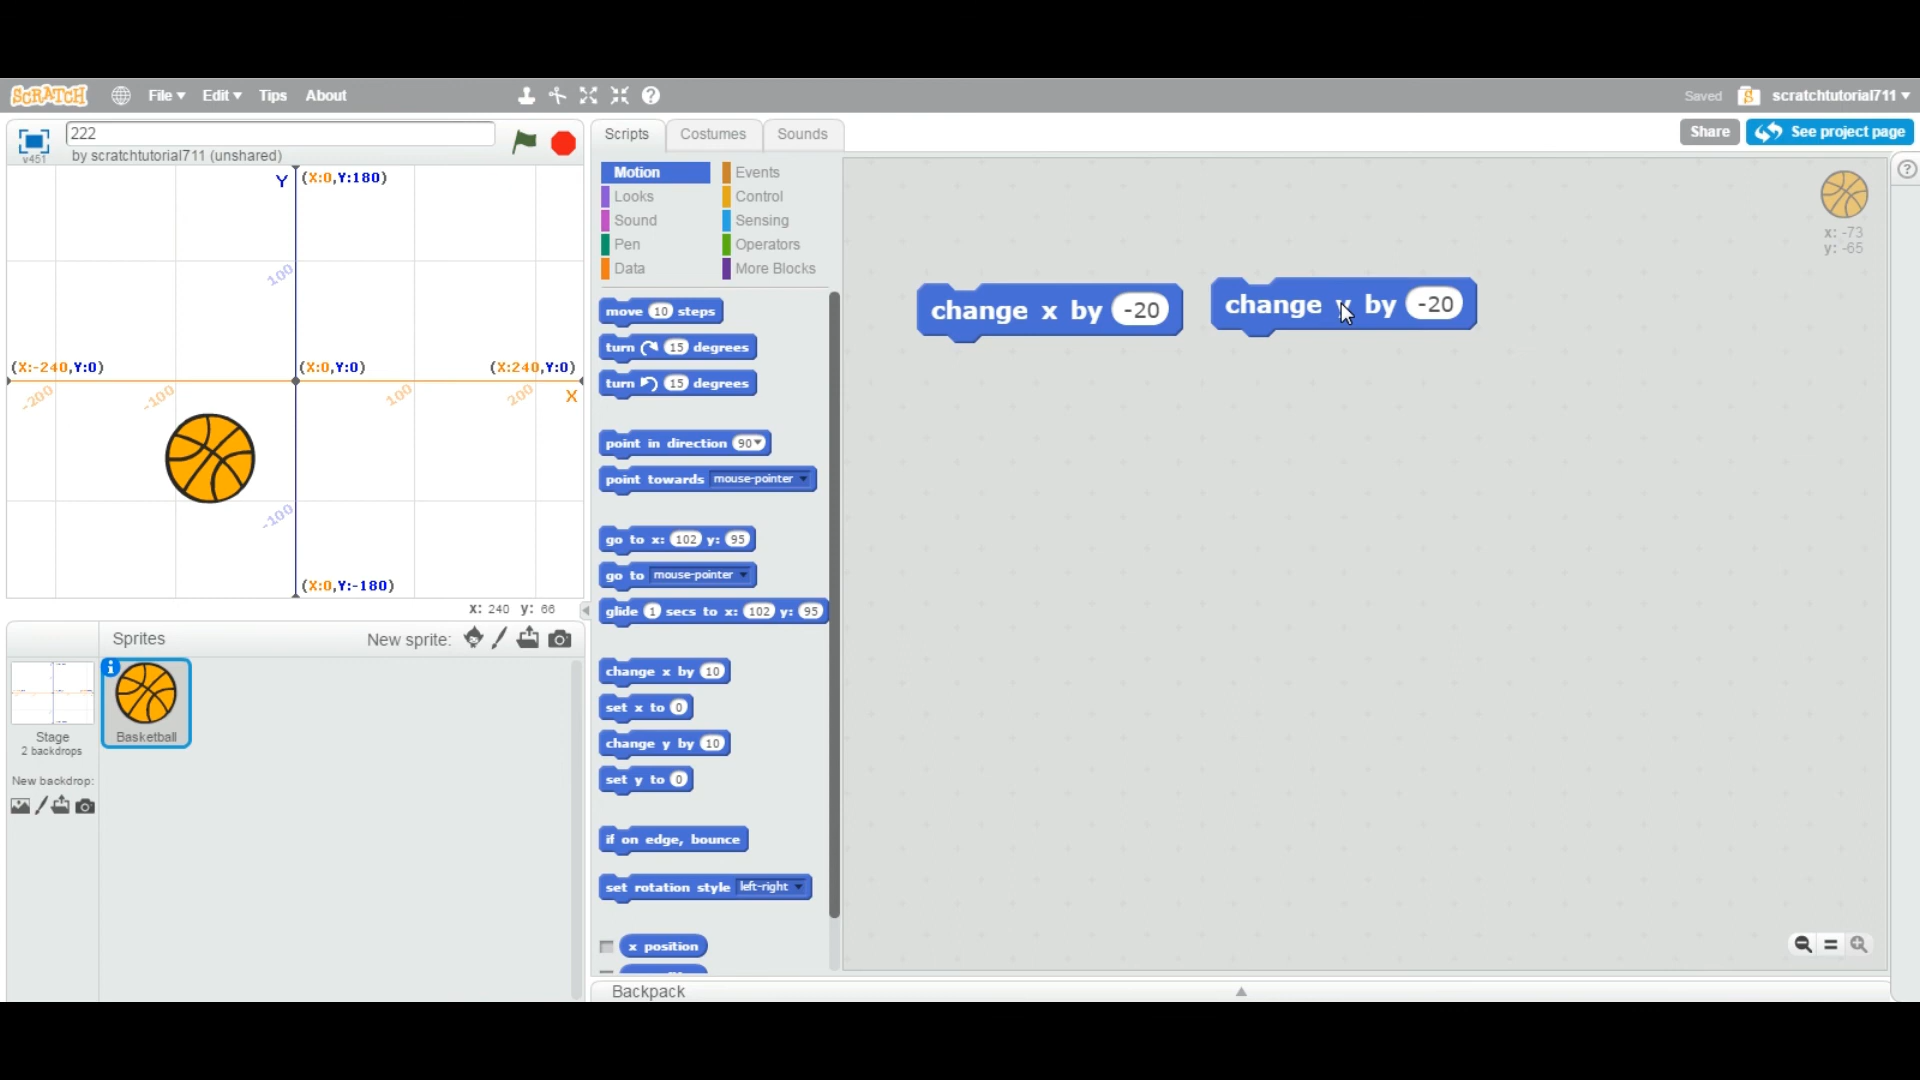 SCRATCH File Edit Tips About Saved scratchtutorial711
v451 222
by scratchtutorial711 (unshared)
Scripts Costumes Sounds Share See project page
Y (X:0,Y:180)
100
(X:-240,Y:0) (X:0,Y:0) (X:240,Y:0)
-200 -100 100 200 X
-100
(X:0,Y:-180)
x: 240 y: 66
Motion Events
Looks Control
Sound Sensing
Pen Operators
Data More Blocks
move 10 steps
turn 15 degrees
turn 15 degrees
point in direction 90
point towards mouse-pointer
go to x: 102 y: 95
go to mouse-pointer
glide 1 secs to x: 102 y: 95
change x by 10
set x to 0
change y by 10
set y to 0
if on edge, bounce
set rotation style left-right
x position
change x by -20 change y by -20
x: -73
y: -65
Sprites New sprite:
Stage
2 backdrops
Basketball
New backdrop:
Backpack